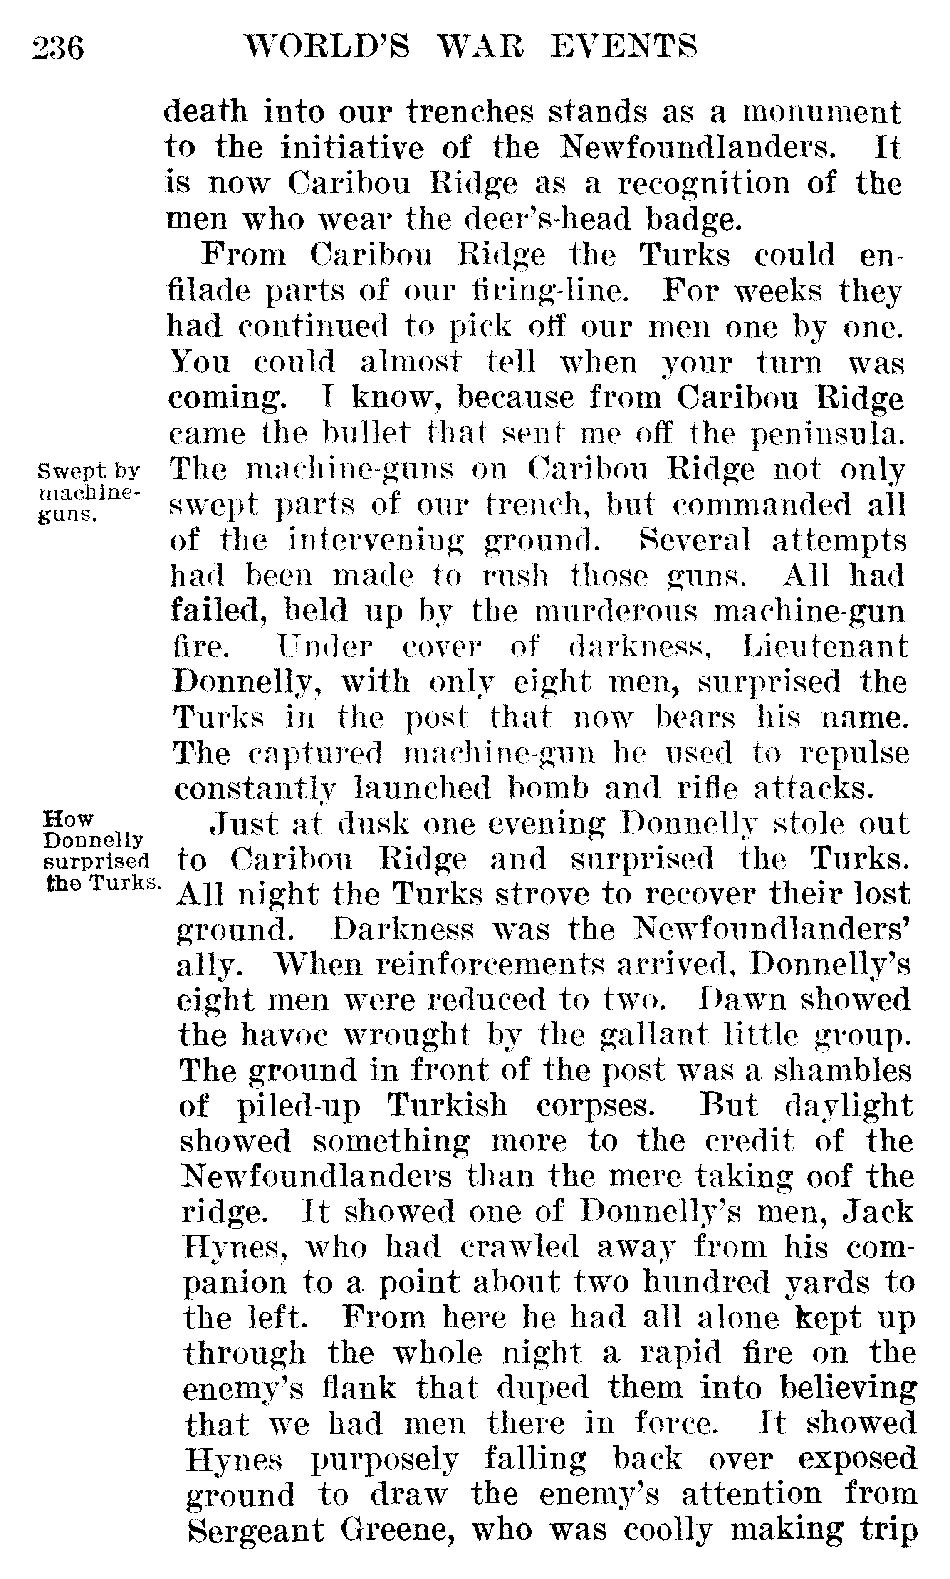 236 WORLD'S WAR EVENTS
death into our trenches stands as a monument
to the initiative of the Newfoundlanders. It
is now Caribou Ridge as a recognition of the
men who wear the deer's-head badge.
From Caribou Ridge the Turks could en-
filade parts of our firing-line. For weeks they
had continued to pick off our men one by one.
You could almost tell when your turn was
coming. I know, because from Caribou Ridge
came the bullet that sent me off the peninsula.
Swept by
machine-
guns.
The machine-guns on Caribou Ridge not only
swept parts of our trench, but commanded all
of the intervening ground. Several attempts
had been made to rush those guns. All had
failed, held up by the murderous machine-gun
fire. Under cover of darkness, Lieutenant
Donnelly, with only eight men, surprised the
Turks in the post that now bears his name.
The captured machine-gun he used to repulse
constantly launched bomb and rifle attacks.
How
Donnelly
surprised
the Turks.
Just at dusk one evening Donnelly stole out
to Caribou Ridge and surprised the Turks.
All night the Turks strove to recover their lost
ground. Darkness was the Newfoundlanders'
ally. When reinforcements arrived, Donnelly's
eight men were reduced to two. Dawn showed
the havoc wrought by the gallant little group.
The ground in front of the post was a shambles
of piled-up Turkish corpses. But daylight
showed something more to the credit of the
Newfoundlanders than the mere taking oof the
ridge. It showed one of Donnelly's men, Jack
Hynes, who had crawled away from his com-
panion to a point about two hundred yards to
the left. From here he had all alone kept up
through the whole night a rapid fire on the
enemy's flank that duped them into believing
that we had men there in force. It showed
Hynes purposely falling back over exposed
ground to draw the enemy's attention from
Sergeant Greene, who was coolly making trip